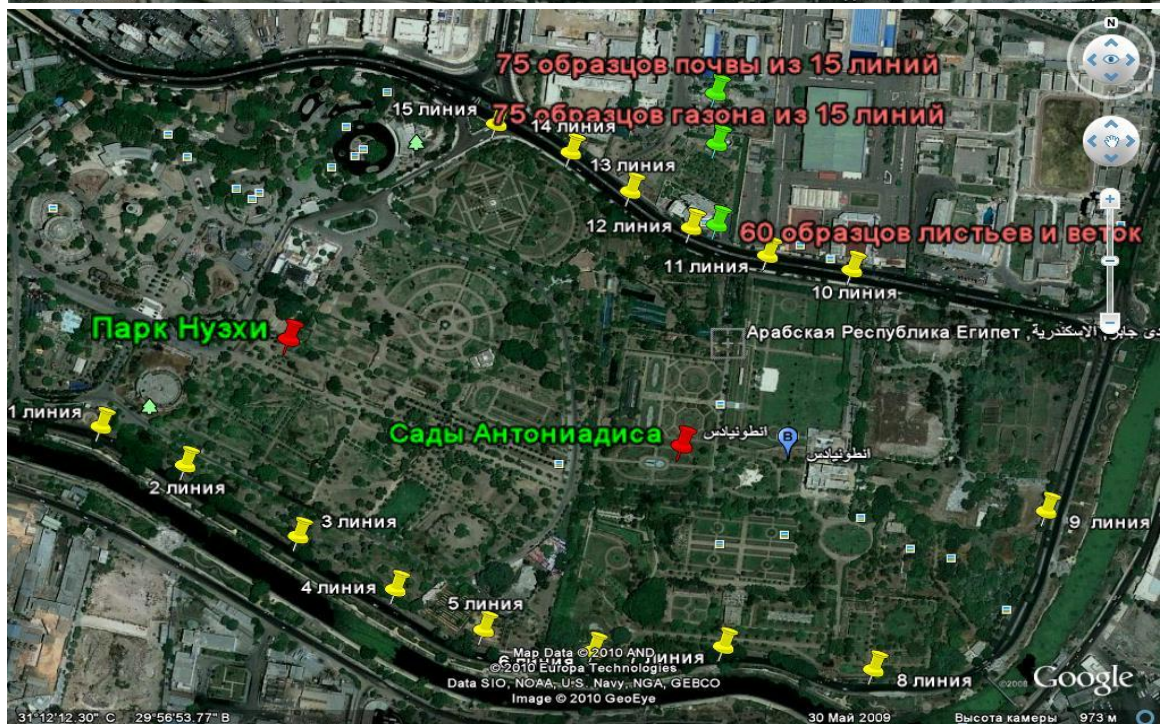 N
75 образцов почвы из 15 линий
15 линия
75 образцов газона из 15 линий
14 линия
13 линия
12 линия
60 образцов листьев и веток
11 линия
10 линия
Парк Нузхи
Арабская Республика Египет
1 линия
Сады Антониадиса
انطونيادس
B
انطونيادس
2 линия
3 линия
9 линия
4 линия
5 линия
6 линия
7 линия
Map Data © 2010 AND
© 2010 Europa Technologies
Data SIO, NOAA, U.S. Navy, NGA, GEBCO
Image © 2010 GeoEye
8 линия
©2008 Google
31°12'12.30" С 29°56'53.77" В
30 Май 2009
Высота камеры 973 м